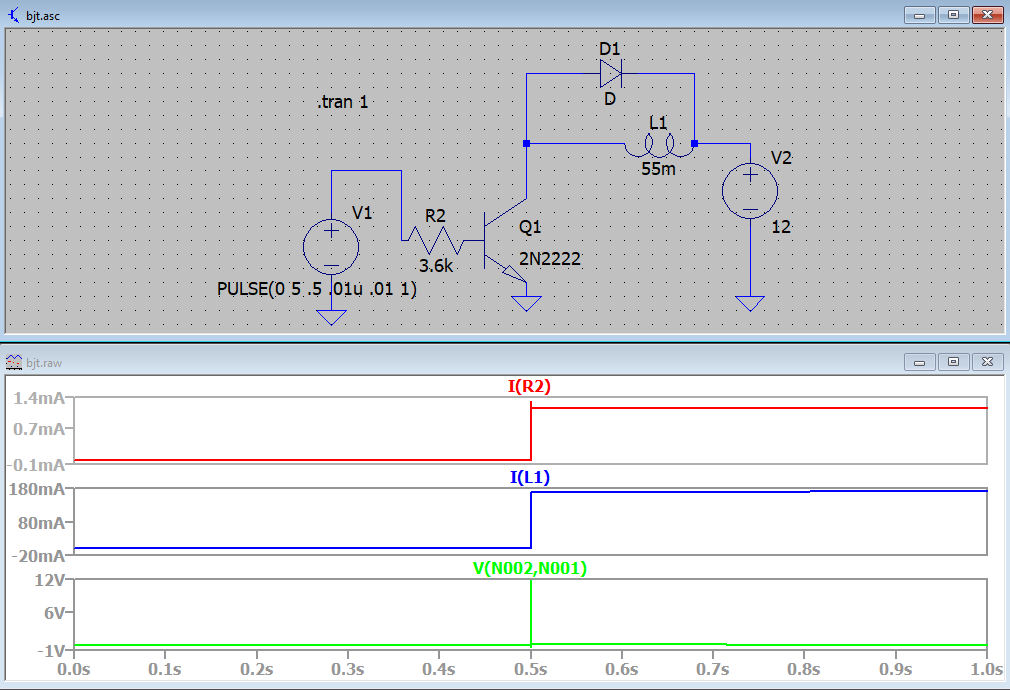 bjt.asc
D1
.tran 1
D
L1
V2
55m
V1
R2
Q1
12
3.6k
2N2222
PULSE(0 5 .5 .01u .01 1)
bjt.raw
I(R2)
1.4mA
0.7mA
-0.1mA
I(L1)
180mA
80mA
-20mA
V(N002,N001)
12V
6V
-1V
0.0s 0.1s 0.2s 0.3s 0.4s 0.5s 0.6s 0.7s 0.8s 0.9s 1.0s